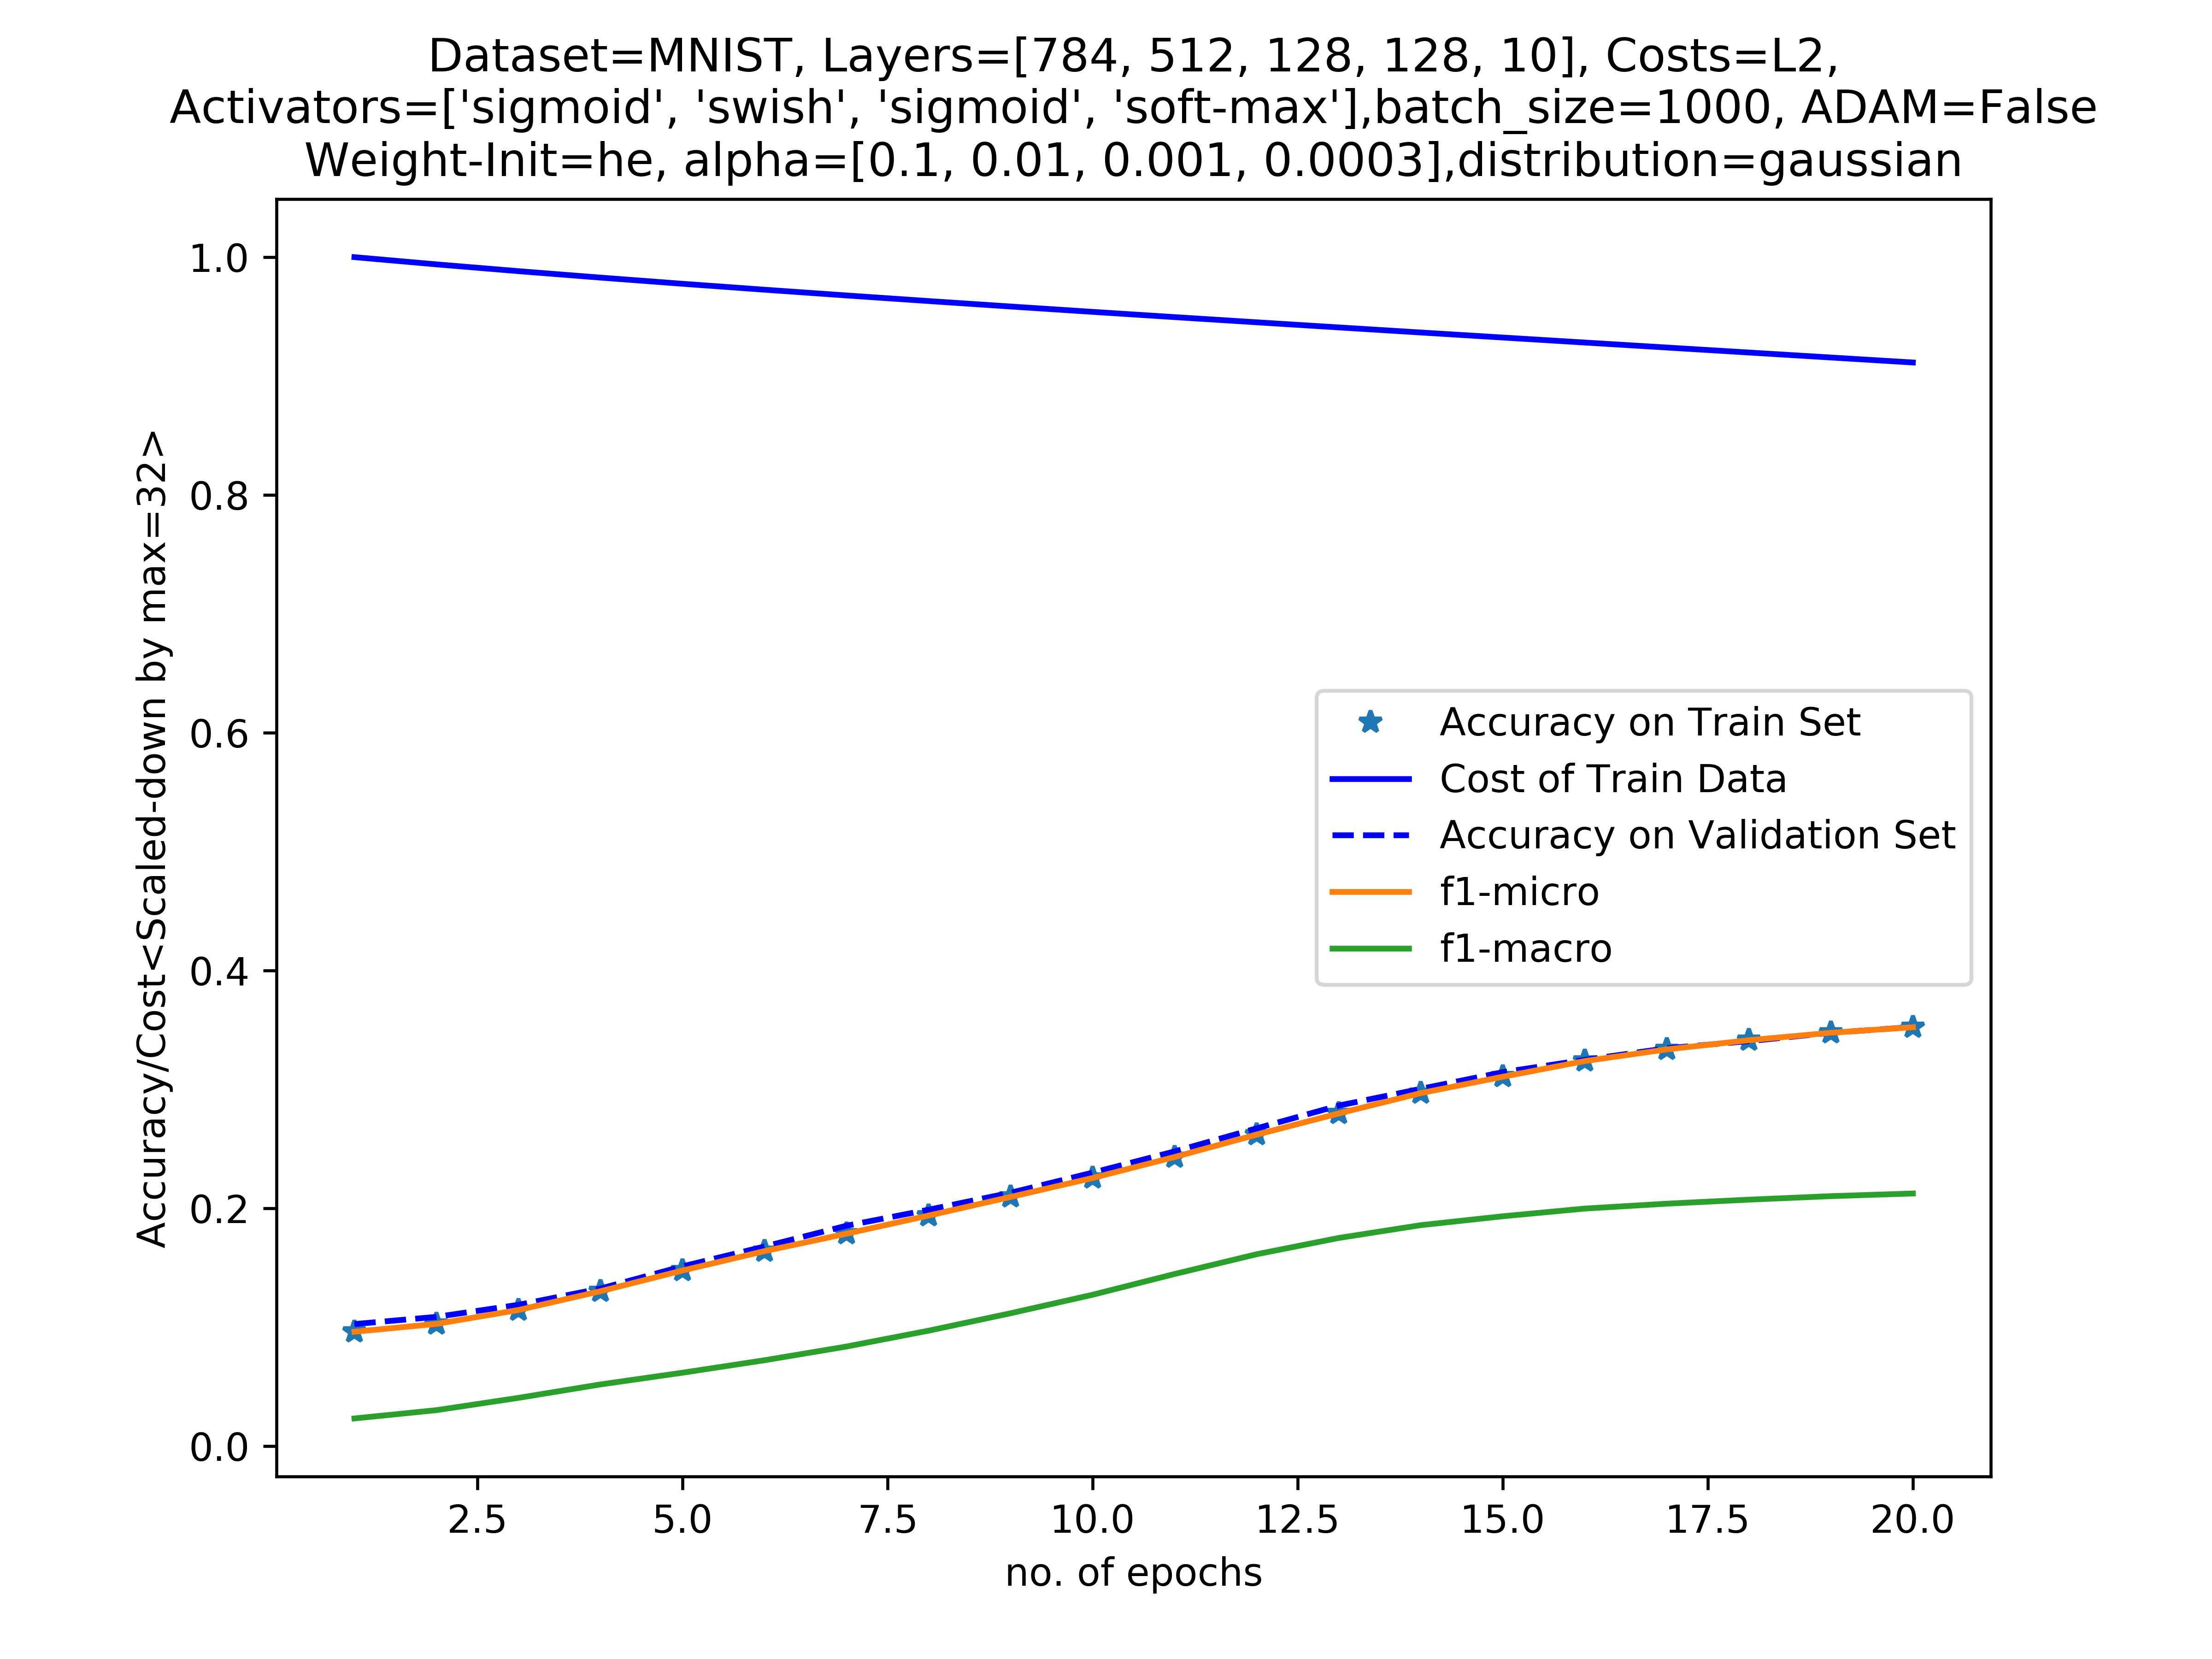 Dataset=MNIST, Layers=[784, 512, 128, 128, 10], Costs=L2,
Activators=['sigmoid', 'swish', 'sigmoid', 'soft-max'],batch_size=1000, ADAM=False
Weight-Init=he, alpha=[0.1, 0.01, 0.001, 0.0003],distribution=gaussian
Accuracy/Cost<Scaled-down by max=32>
1.0
0.8
0.6
0.4
0.2
0.0
Accuracy on Train Set
Cost of Train Data
Accuracy on Validation Set
f1-micro
f1-macro
2.5 5.0 7.5 10.0 12.5 15.0 17.5 20.0
no. of epochs